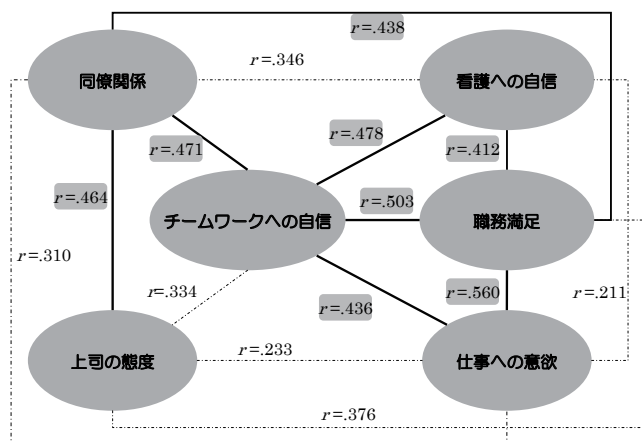 r=.438
同僚関係
r=.346
看護への自信
r=.471
r=.478
r=.412
r=.464
チームワークへの自信
r=.503
職務満足
r=.310
r=.334
r=.436
r=.560
r=.211
上司の態度
r=.233
仕事への意欲
r=.376